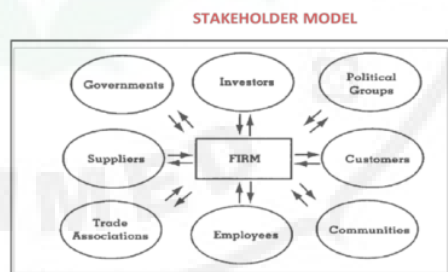 STAKEHOLDER MODEL
Governments
Investors
Political
Groups
Suppliers
FIRM
Customers
Trade
Associations
Employees
Communities